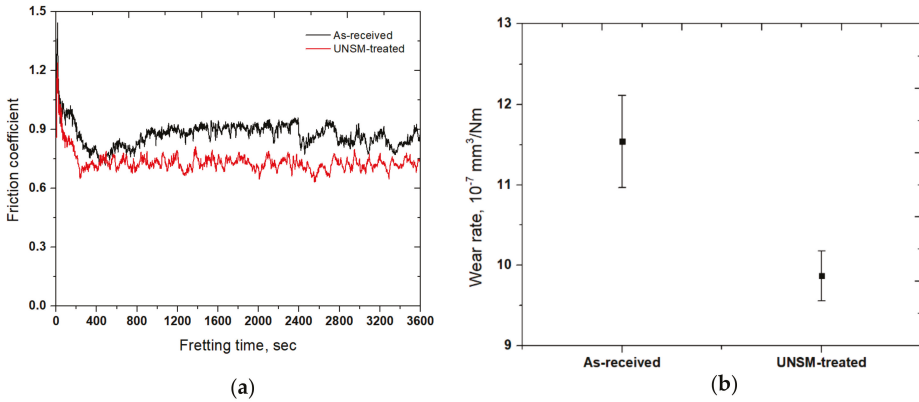 1.5
1.2
0.9
0.6
0.3
0.0
Friction coefficient
As-received
UNSM-treated
0 400 800 1200 1600 2000 2400 2800 3200 3600
Fretting time, sec
(a)
13
12
11
10
9
Wear rate, 10⁻⁷ mm³/Nm
As-received UNSM-treated
(b)